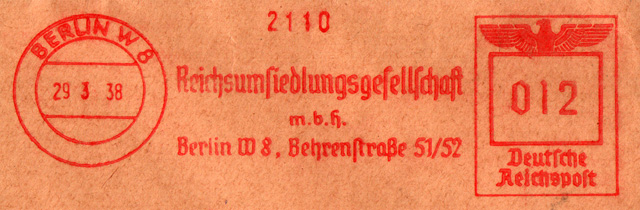 2110
BERLIN W 8
29 3 38
Reichsumsiedlungsgesellschaft
m.b.H.
Berlin W 8, Behrenstraße 51/52
012
Deutsche
Reichspost